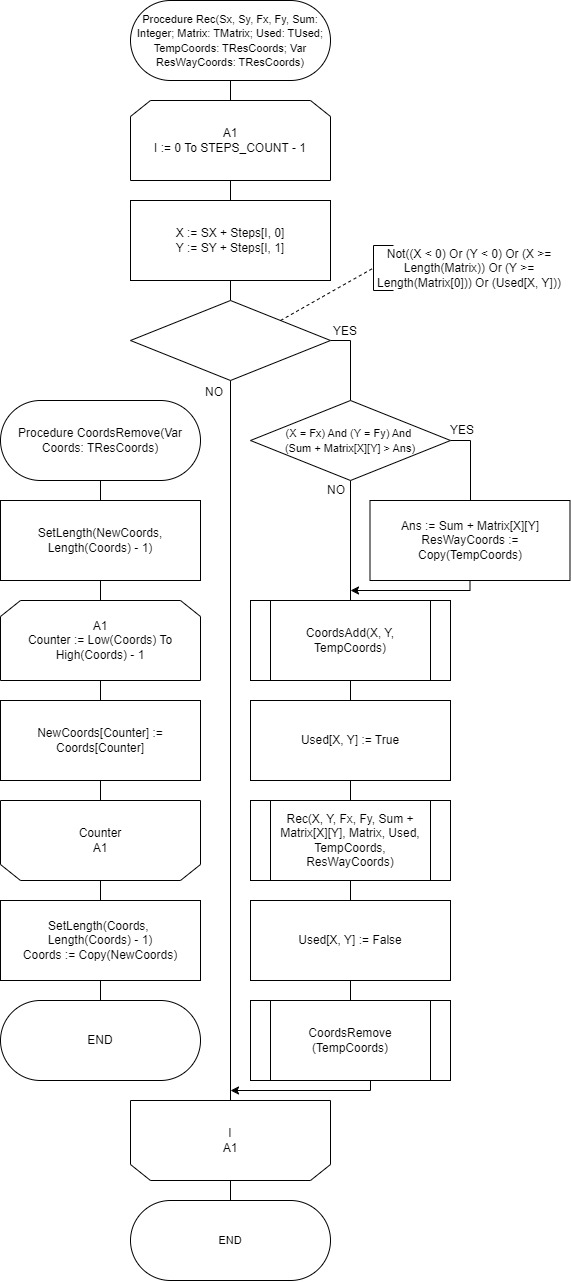 Procedure Rec(Sx, Sy, Fx, Fy, Sum:
Integer; Matrix: TMatrix; Used: TUsed;
TempCoords: TResCoords; Var
ResWayCoords: TResCoords)
A1
I := 0 To STEPS_COUNT - 1
X := SX + Steps[I, 0]
Y := SY + Steps[I, 1]
Not((X < 0) Or (Y < 0) Or (X >=
Length(Matrix)) Or (Y >=
Length(Matrix[0])) Or (Used[X, Y]))
YES
NO
(X = Fx) And (Y = Fy) And
(Sum + Matrix[X][Y] > Ans)
YES
NO
Ans := Sum + Matrix[X][Y]
ResWayCoords :=
Copy(TempCoords)
CoordsAdd(X, Y,
TempCoords)
Used[X, Y] := True
Rec(X, Y, Fx, Fy, Sum +
Matrix[X][Y], Matrix, Used,
TempCoords,
ResWayCoords)
Used[X, Y] := False
CoordsRemove
(TempCoords)
I
A1
END
Procedure CoordsRemove(Var
Coords: TResCoords)
SetLength(NewCoords,
Length(Coords) - 1)
A1
Counter := Low(Coords) To
High(Coords) - 1
NewCoords[Counter] :=
Coords[Counter]
Counter
A1
SetLength(Coords,
Length(Coords) - 1)
Coords := Copy(NewCoords)
END